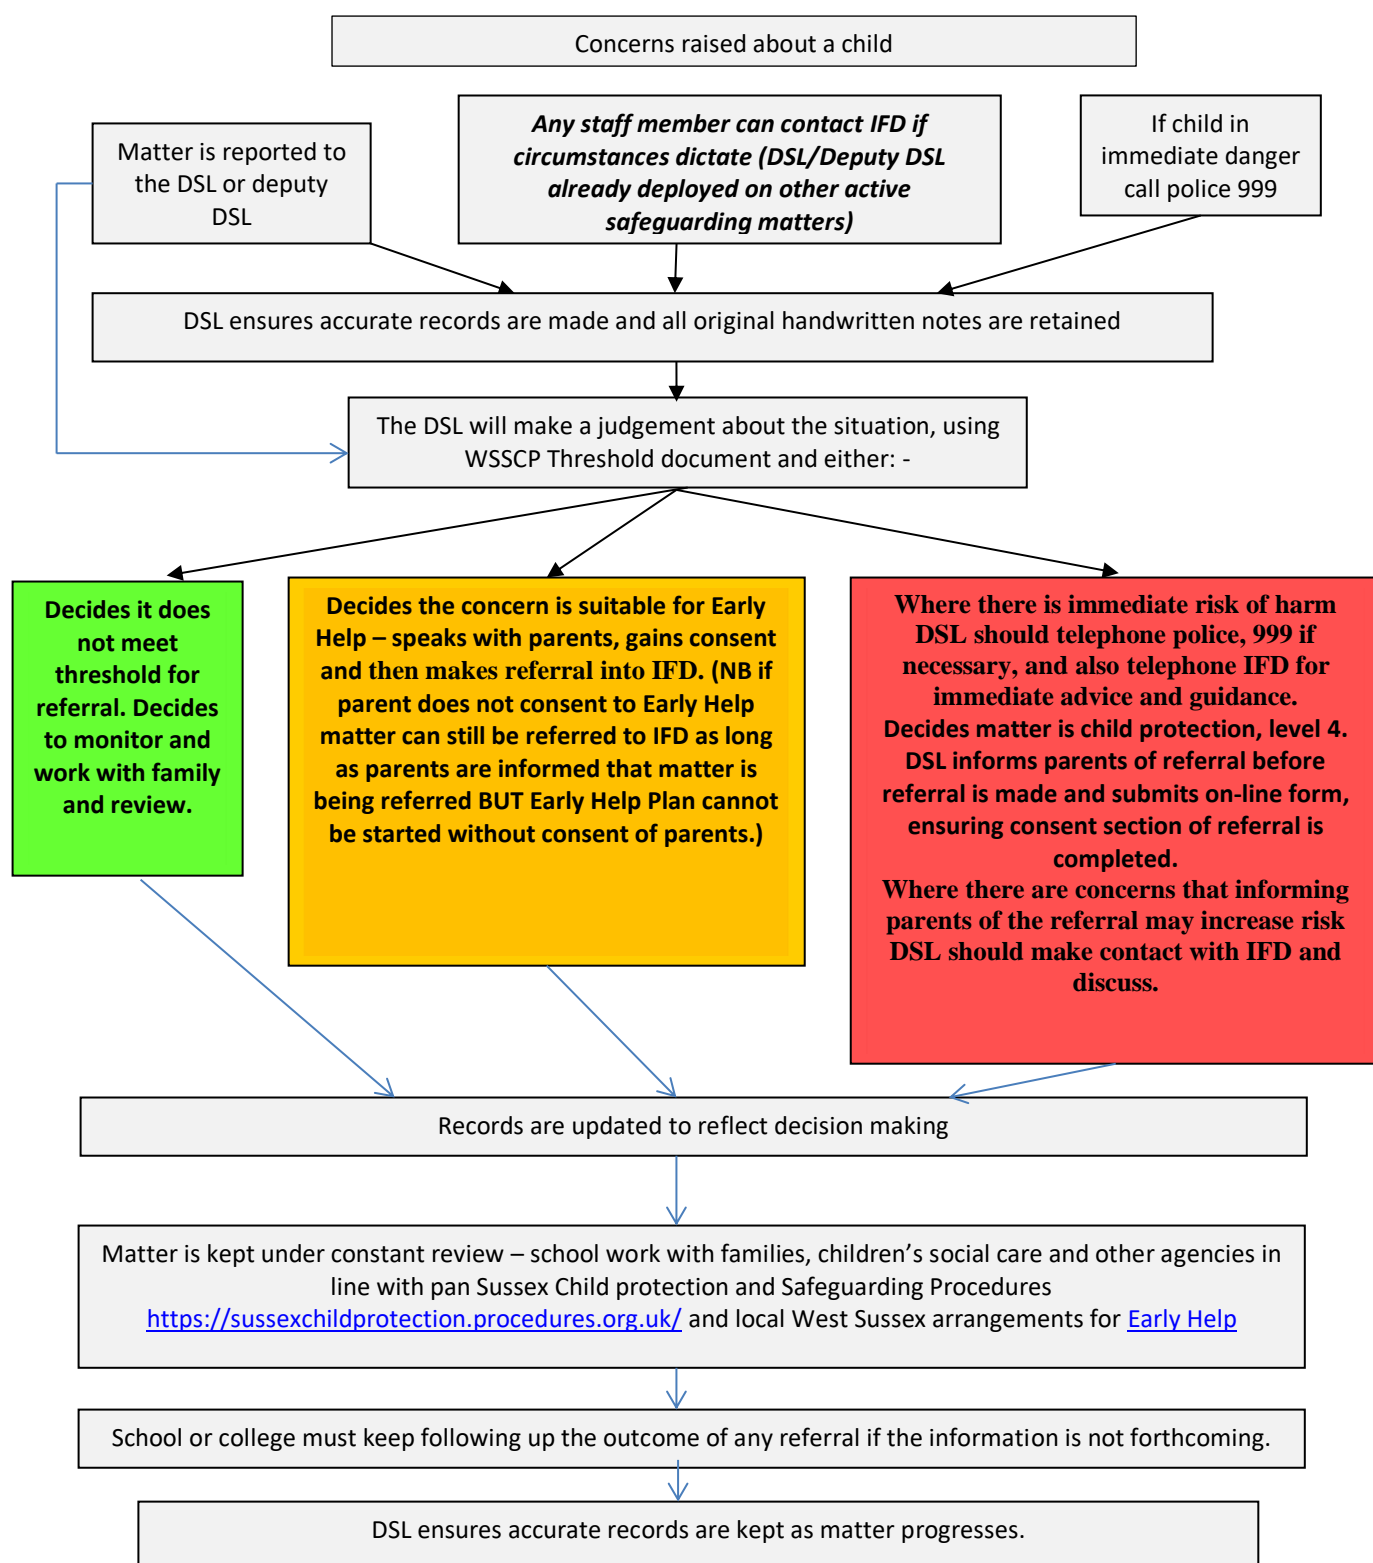 Concerns raised about a child
Matter is reported to
the DSL or deputy
DSL
Any staff member can contact IFD if
circumstances dictate (DSL/Deputy DSL
already deployed on other active
safeguarding matters)
If child in
immediate danger
call police 999
DSL ensures accurate records are made and all original handwritten notes are retained
The DSL will make a judgement about the situation, using
WSSCP Threshold document and either: -
Decides it does
not meet
threshold for
referral. Decides
to monitor and
work with family
and review.
Decides the concern is suitable for Early
Help – speaks with parents, gains consent
and then makes referral into IFD. (NB if
parent does not consent to Early Help
matter can still be referred to IFD as long
as parents are informed that matter is
being referred BUT Early Help Plan cannot
be started without consent of parents.)
Where there is immediate risk of harm
DSL should telephone police, 999 if
necessary, and also telephone IFD for
immediate advice and guidance.
Decides matter is child protection, level 4.
DSL informs parents of referral before
referral is made and submits on-line form,
ensuring consent section of referral is
completed.
Where there are concerns that informing
parents of the referral may increase risk
DSL should make contact with IFD and
discuss.
Records are updated to reflect decision making
Matter is kept under constant review – school work with families, children's social care and other agencies in
line with pan Sussex Child protection and Safeguarding Procedures
https://sussexchildprotection.procedures.org.uk/ and local West Sussex arrangements for Early Help
School or college must keep following up the outcome of any referral if the information is not forthcoming.
DSL ensures accurate records are kept as matter progresses.